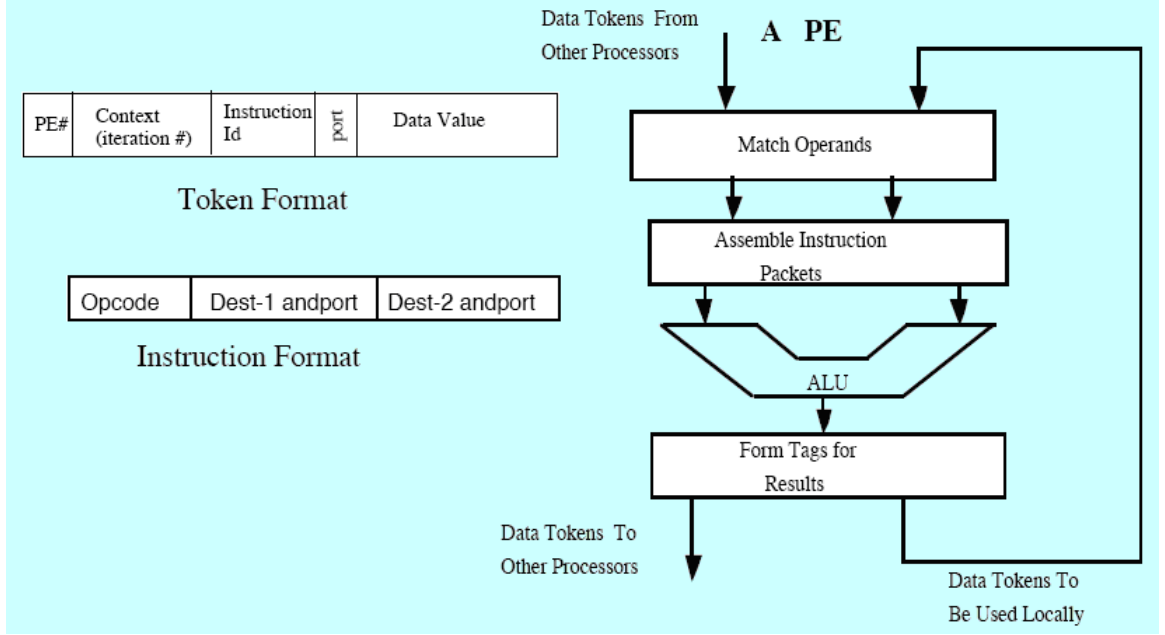 Data Tokens From
Other Processors
A PE
PE#
Context
(iteration #)
Instruction
Id
port
Data Value
Token Format
Opcode
Dest-1 andport
Dest-2 andport
Instruction Format
Match Operands
Assemble Instruction
Packets
ALU
Form Tags for
Results
Data Tokens To
Other Processors
Data Tokens To
Be Used Locally